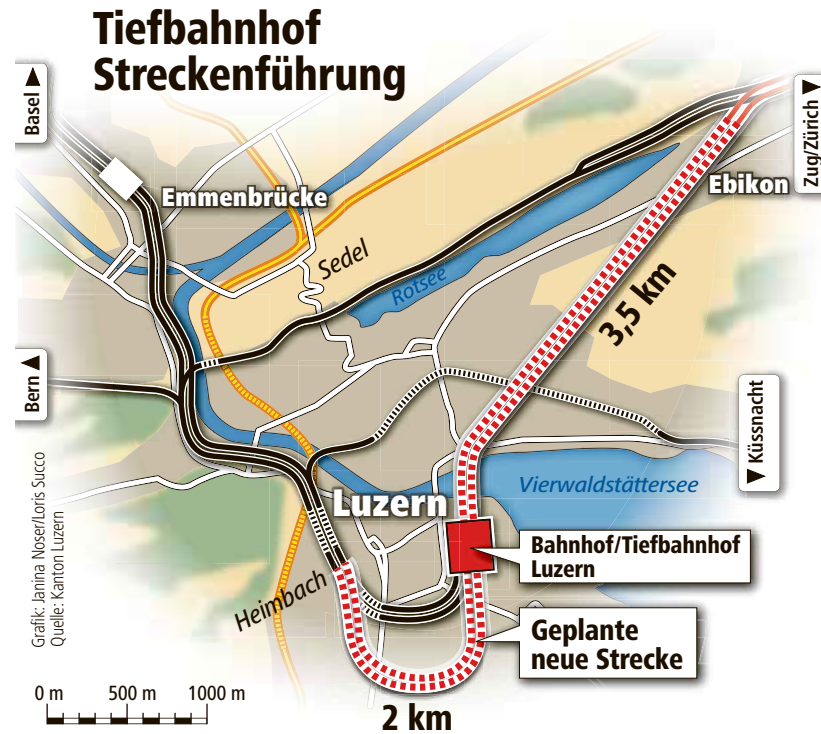 Tiefbahnhof
Streckenführung
Basel
Zug/Zürich
Emmenbrücke
Ebikon
Sedel
Rotsee
3,5 km
Bern
Küssnacht
Luzern
Vierwaldstättersee
Bahnhof/Tiefbahnhof
Luzern
Heimbach
Geplante
neue Strecke
Grafik: Janina Noser/Loris Succo
Quelle: Kanton Luzern
0 m 500 m 1000 m
2 km